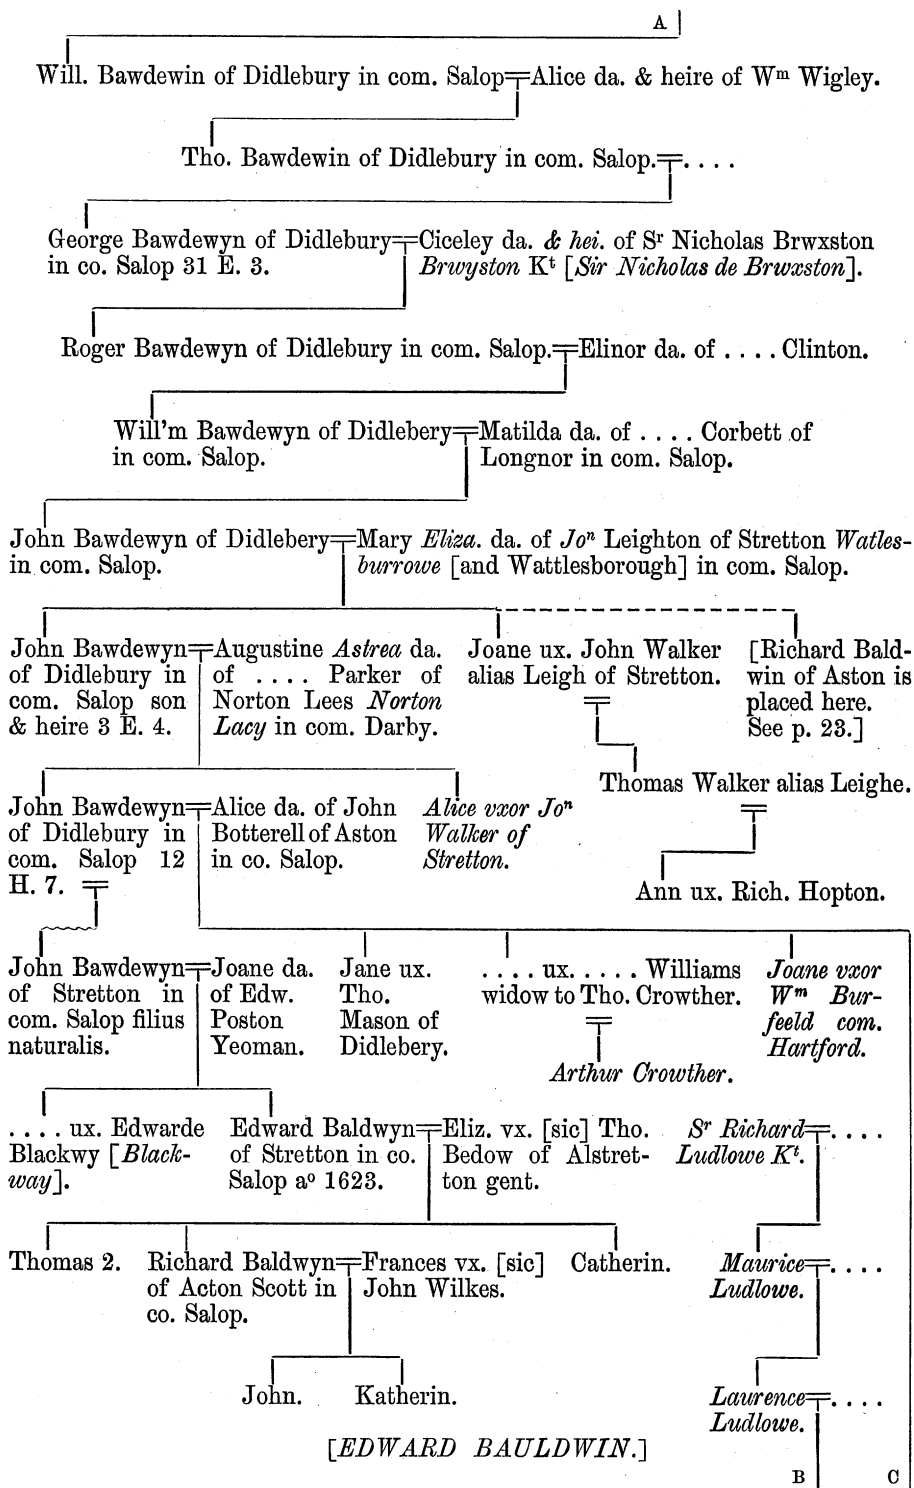 A
Will. Bawdewin of Didlebury in com. Salop=Alice da. & heire of Wm Wigley.
Tho. Bawdewin of Didlebury in com. Salop.=. . . .
George Bawdewyn of Didlebury=Ciceley da. & hei. of Sr Nicholas Brwxston
in co. Salop 31 E. 3. Brwyston Kt [Sir Nicholas de Brwxston].
Roger Bawdewyn of Didlebury in com. Salop.=Elinor da. of . . . . Clinton.
Will'm Bawdewyn of Didlebery=Matilda da. of . . . . Corbett of
in com. Salop. Longnor in com. Salop.
John Bawdewyn of Didlebery=Mary Eliza. da. of Jon Leighton of Stretton Watles-
in com. Salop. burrowe [and Wattlesborough] in com. Salop.
John Bawdewyn=
of Didlebury in
com. Salop son
& heire 3 E. 4.
Augustine Astrea da.
of . . . . Parker of
Norton Lees Norton
Lacy in com. Darby.
Joane ux. John Walker
alias Leigh of Stretton.
[Richard Bald-
win of Aston is
placed here.
See p. 23.]
Thomas Walker alias Leighe.
Ann ux. Rich. Hopton.
John Bawdewyn=
of Didlebury in
com. Salop 12
H. 7. =
Alice da. of John
Botterell of Aston
in co. Salop.
Alice vxor Jon
Walker of
Stretton.
John Bawdewyn=
of Stretton in
com. Salop filius
naturalis.
Joane da.
of Edw.
Poston
Yeoman.
Jane ux.
Tho.
Mason of
Didlebery.
. . . . ux. . . . . Williams
widow to Tho. Crowther.
Arthur Crowther.
Joane vxor
Wm Bur-
feeld com.
Hartford.
. . . . ux. Edwarde
Blackwy [Black-
way].
Edward Baldwyn=
of Stretton in co.
Salop ao 1623.
Eliz. vx. [sic] Tho.
Bedow of Alstret-
ton gent.
Sr Richard=. . . .
Ludlowe Kt.
Thomas 2.
Richard Baldwyn=
of Acton Scott in
co. Salop.
Frances vx. [sic]
John Wilkes.
Catherin.
Maurice=. . . .
Ludlowe.
John.
Katherin.
Laurence=. . . .
Ludlowe.
[EDWARD BAULDWIN.]
B
C